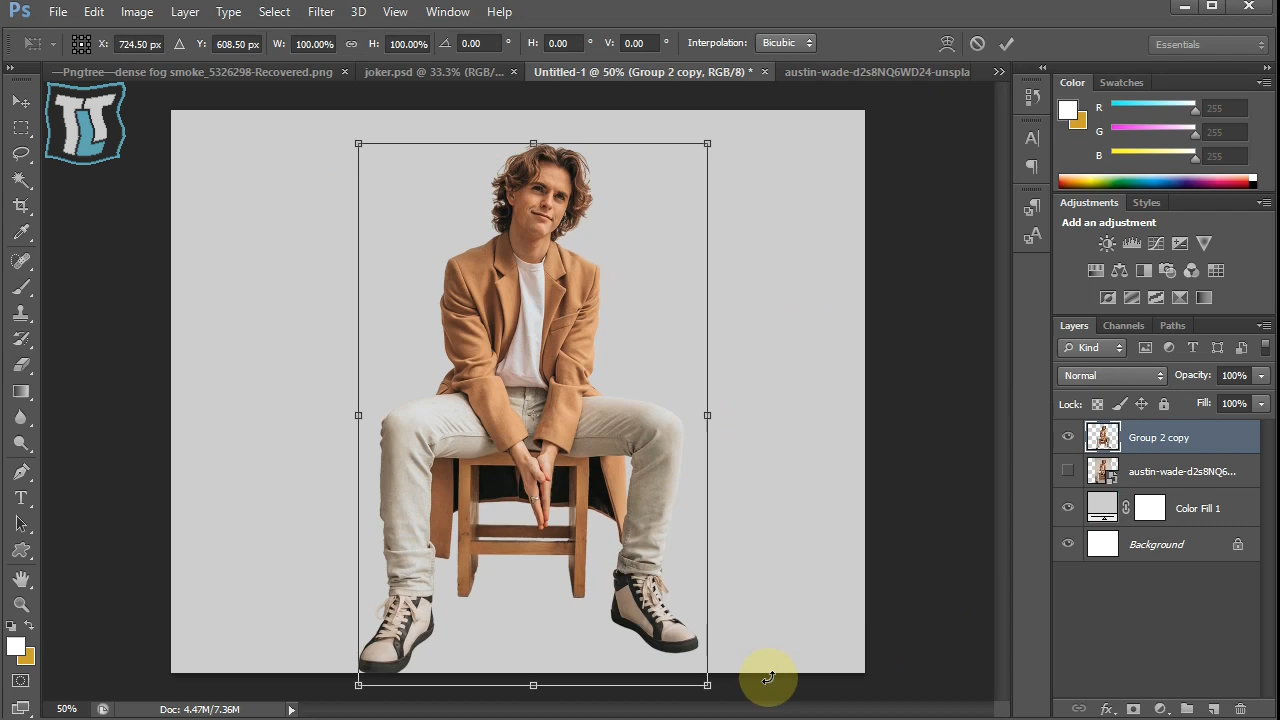 Ps File Edit Image Layer Type Select Filter 3D View Window Help
X: 724.50 px Y: 608.50 px W: 100.00% H: 100.00% 0.00 ° H: 0.00 ° V: 0.00 ° Interpolation: Bicubic Essentials
—Pngtree—dense fog smoke_5326298-Recovered.png × joker.psd @ 33.3% (RGB/... × Untitled-1 @ 50% (Group 2 copy, RGB/8) * × austin-wade-d2s8NQ6WD24-unspla
TLT
Color Swatches
R 255
G 255
B 255
Adjustments Styles
Add an adjustment
Layers Channels Paths
Kind
Normal Opacity: 100%
Lock: Fill: 100%
Group 2 copy
austin-wade-d2s8NQ6...
Color Fill 1
Background
50% Doc: 4.47M/7.36M